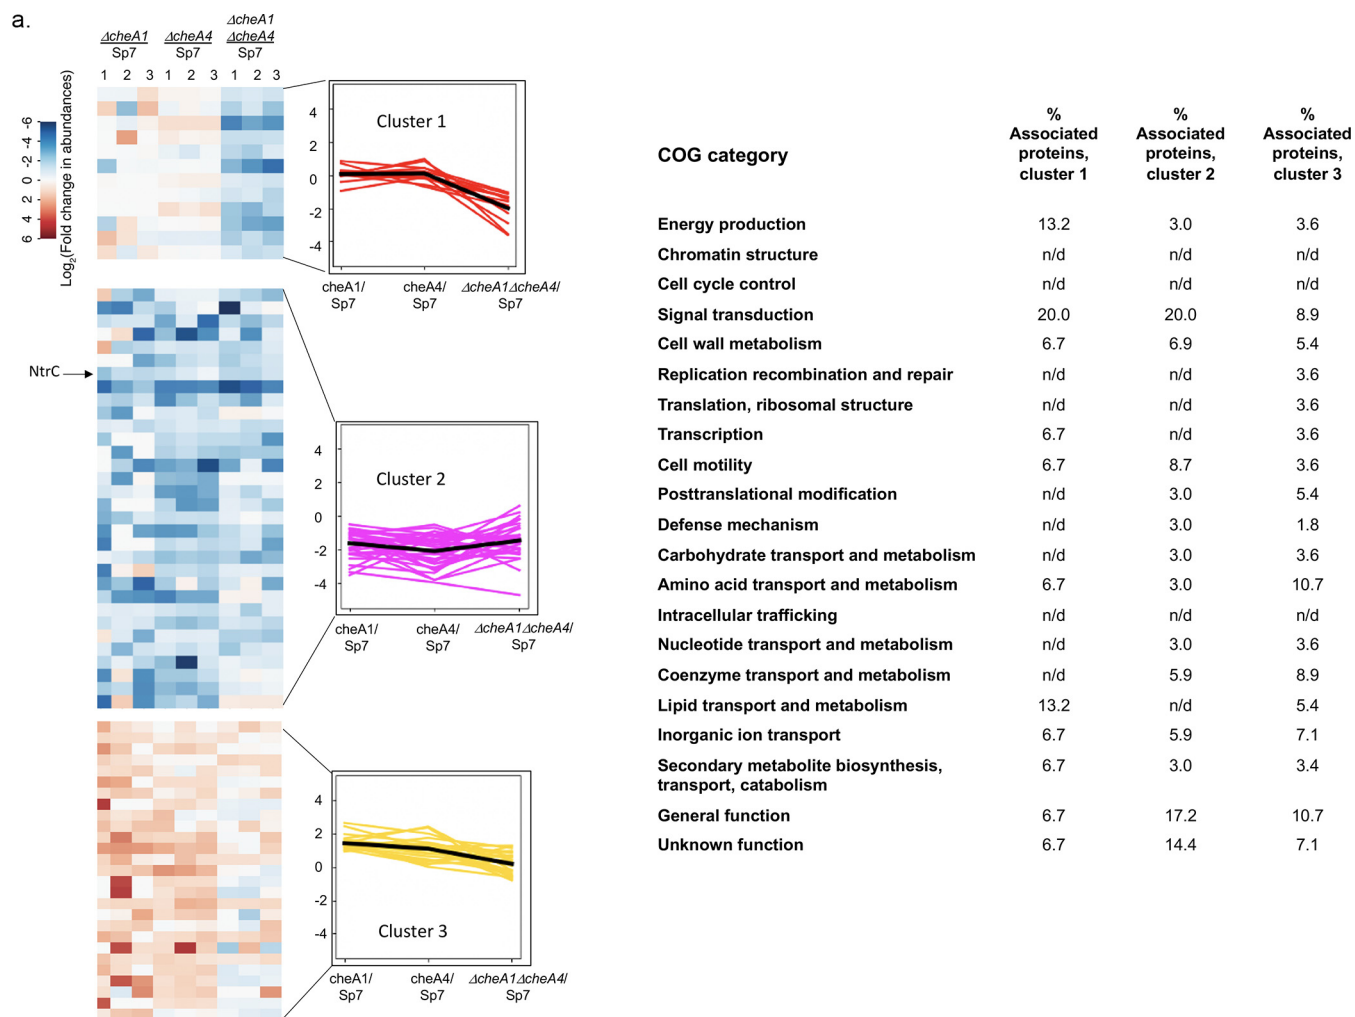 a.
ΔcheA1
Sp7
ΔcheA4
Sp7
ΔcheA1
ΔcheA4
Sp7
1 2 3 1 2 3 1 2 3
-6
-4
-2
0
2
4
6
Log2(Fold change in abundances)
4
2
0
-2
-4
Cluster 1
cheA1/
Sp7
cheA4/
Sp7
ΔcheA1ΔcheA4/
Sp7
NtrC
4
2
0
-2
-4
Cluster 2
cheA1/
Sp7
cheA4/
Sp7
ΔcheA1ΔcheA4/
Sp7
4
2
0
-2
-4
Cluster 3
cheA1/
Sp7
cheA4/
Sp7
ΔcheA1ΔcheA4/
Sp7
COG category
%
Associated
proteins,
cluster 1
%
Associated
proteins,
cluster 2
%
Associated
proteins,
cluster 3
Energy production 13.2 3.0 3.6
Chromatin structure n/d n/d n/d
Cell cycle control n/d n/d n/d
Signal transduction 20.0 20.0 8.9
Cell wall metabolism 6.7 6.9 5.4
Replication recombination and repair n/d n/d 3.6
Translation, ribosomal structure n/d n/d 3.6
Transcription 6.7 n/d 3.6
Cell motility 6.7 8.7 3.6
Posttranslational modification n/d 3.0 5.4
Defense mechanism n/d 3.0 1.8
Carbohydrate transport and metabolism n/d 3.0 3.6
Amino acid transport and metabolism 6.7 3.0 10.7
Intracellular trafficking n/d n/d n/d
Nucleotide transport and metabolism n/d 3.0 3.6
Coenzyme transport and metabolism n/d 5.9 8.9
Lipid transport and metabolism 13.2 n/d 5.4
Inorganic ion transport 6.7 5.9 7.1
Secondary metabolite biosynthesis, 6.7 3.0 3.4
transport, catabolism
General function 6.7 17.2 10.7
Unknown function 6.7 14.4 7.1